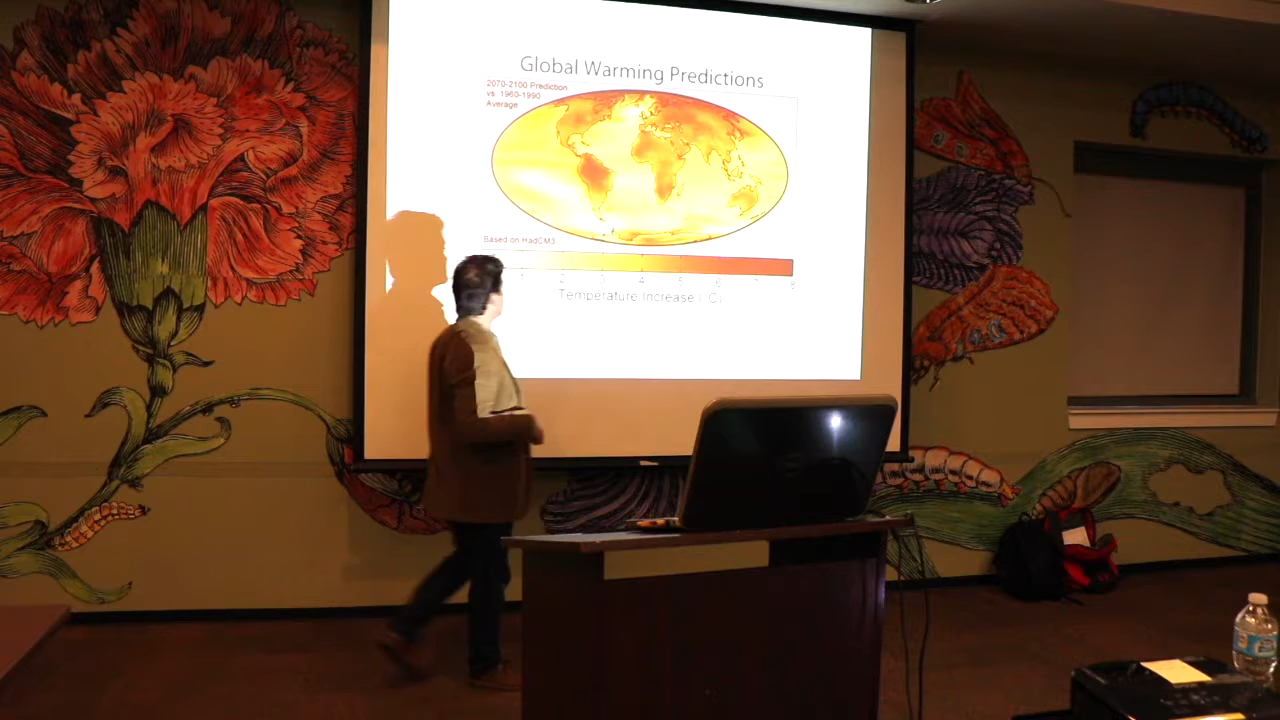 Global Warming Predictions
2070-2100 Prediction
vs. 1960-1990
Average
Based on HadCM3
1 2 3 4 5 6 7 8
Temperature Increase (°C)